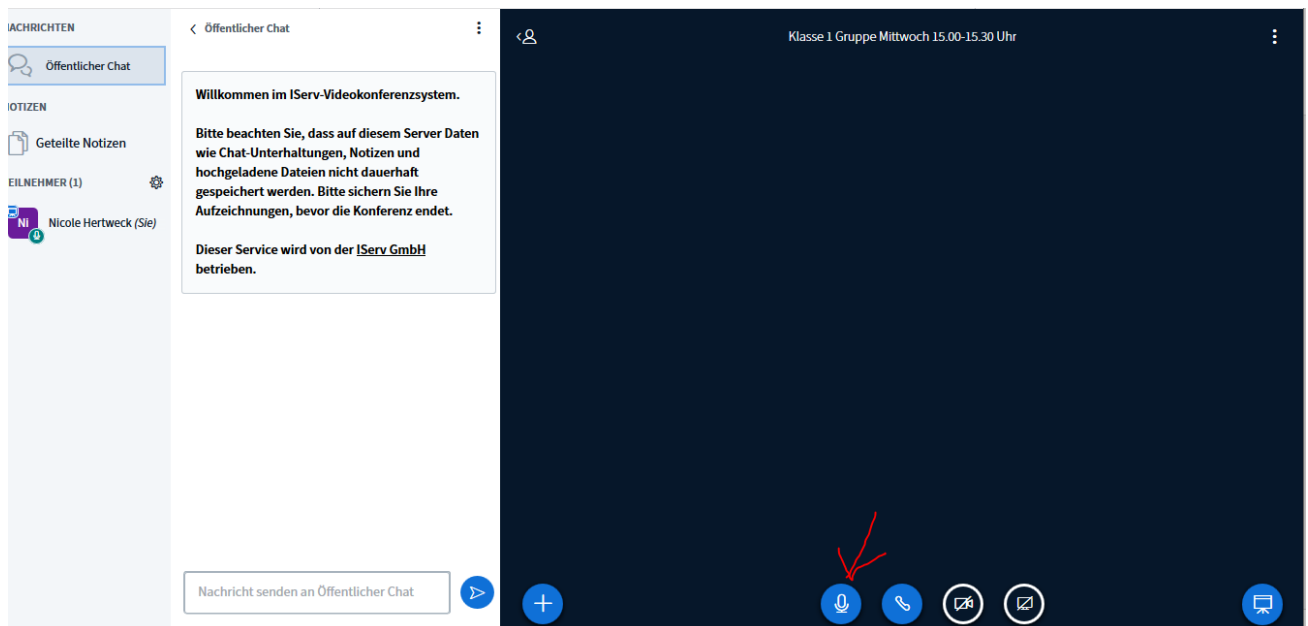 ACHRICHTEN
Öffentlicher Chat
OTIZEN
Geteilte Notizen
EILNEHMER (1)
Ni
Nicole Hertweck (Sie)
Öffentlicher Chat
Willkommen im IServ-Videokonferenzsystem.
Bitte beachten Sie, dass auf diesem Server Daten
wie Chat-Unterhaltungen, Notizen und
hochgeladene Dateien nicht dauerhaft
gespeichert werden. Bitte sichern Sie Ihre
Aufzeichnungen, bevor die Konferenz endet.
Dieser Service wird von der IServ GmbH
betrieben.
Nachricht senden an Öffentlicher Chat
Klasse 1 Gruppe Mittwoch 15.00-15.30 Uhr